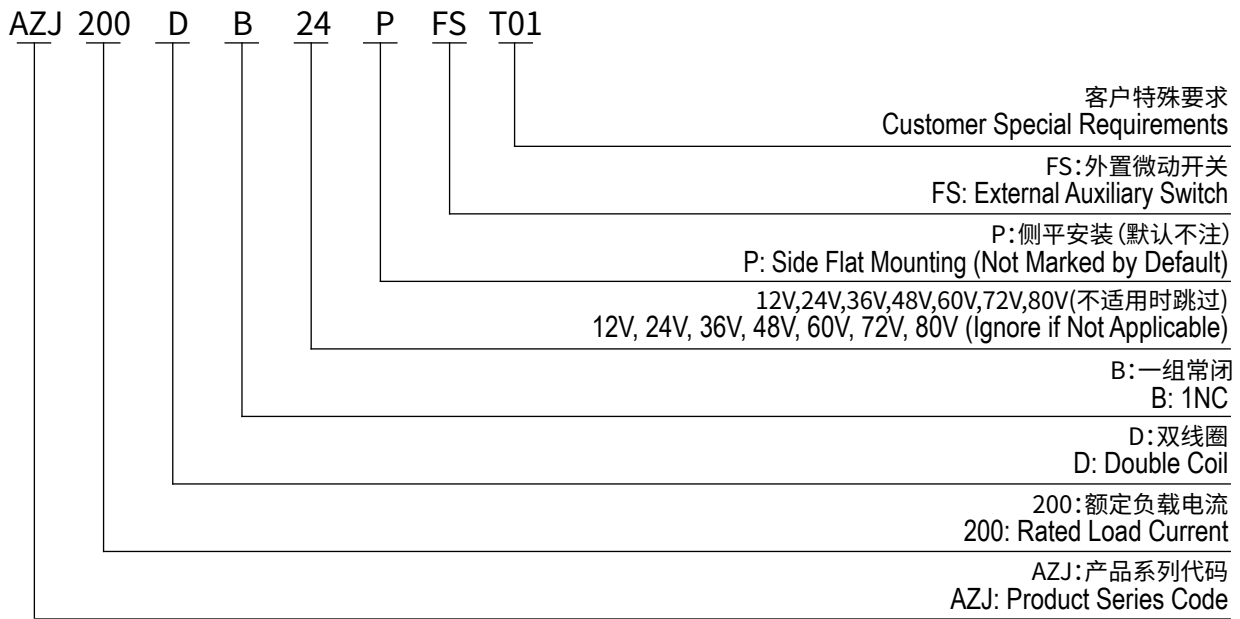 AZJ 200 D B 24 P FS T01
客户特殊要求
Customer Special Requirements
FS:外置微动开关
FS: External Auxiliary Switch
P:侧平安装(默认不注)
P: Side Flat Mounting (Not Marked by Default)
12V,24V,36V,48V,60V,72V,80V(不适用时跳过)
12V, 24V, 36V, 48V, 60V, 72V, 80V (Ignore if Not Applicable)
B:一组常闭
B: 1NC
D:双线圈
D: Double Coil
200:额定负载电流
200: Rated Load Current
AZJ:产品系列代码
AZJ: Product Series Code